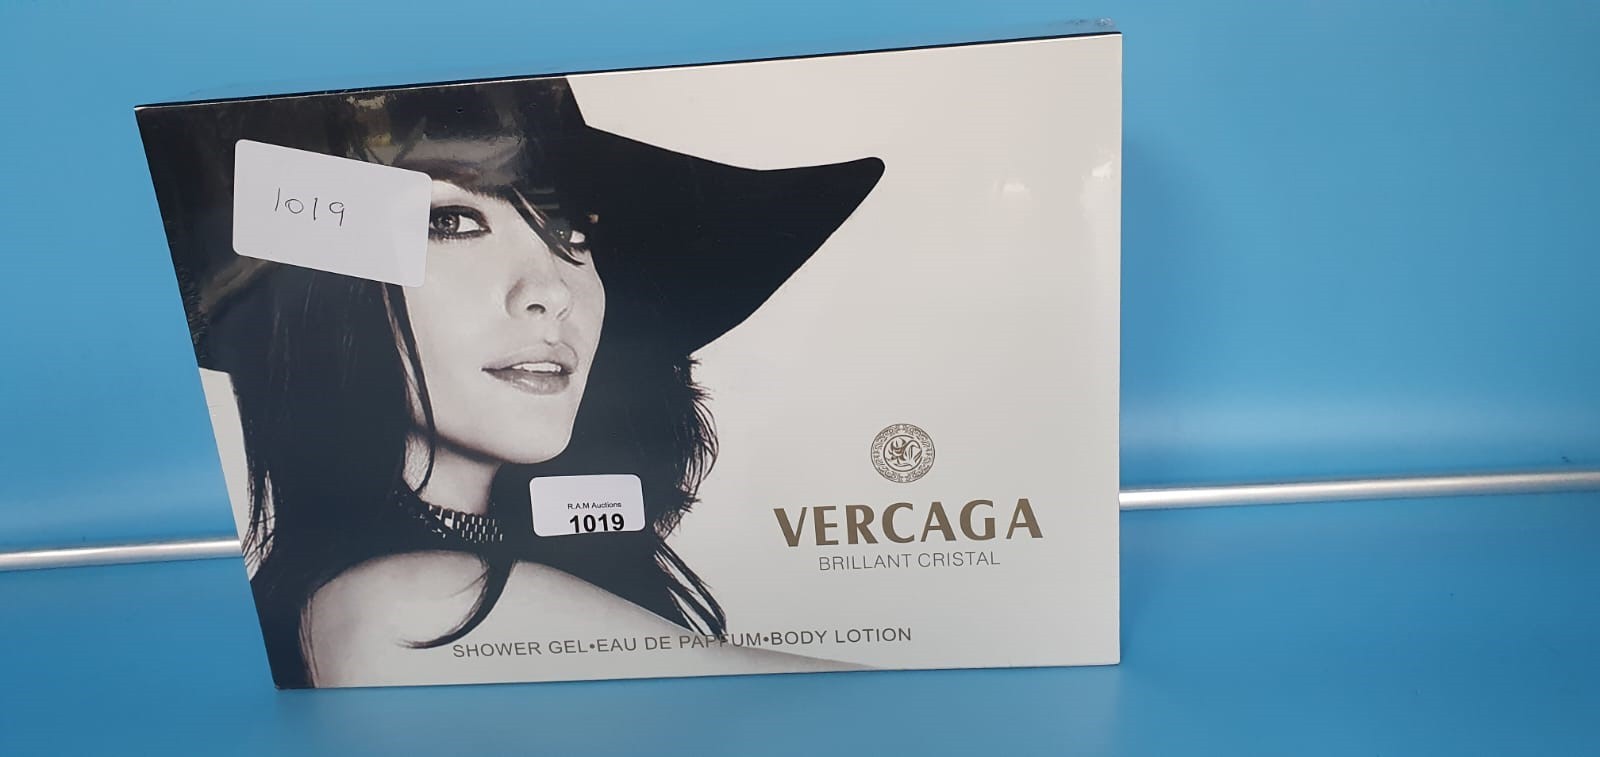 1019
R.A.M Auctions
1019
VERCAGA
BRILLANT CRISTAL
SHOWER GEL•EAU DE PARFUM•BODY LOTION